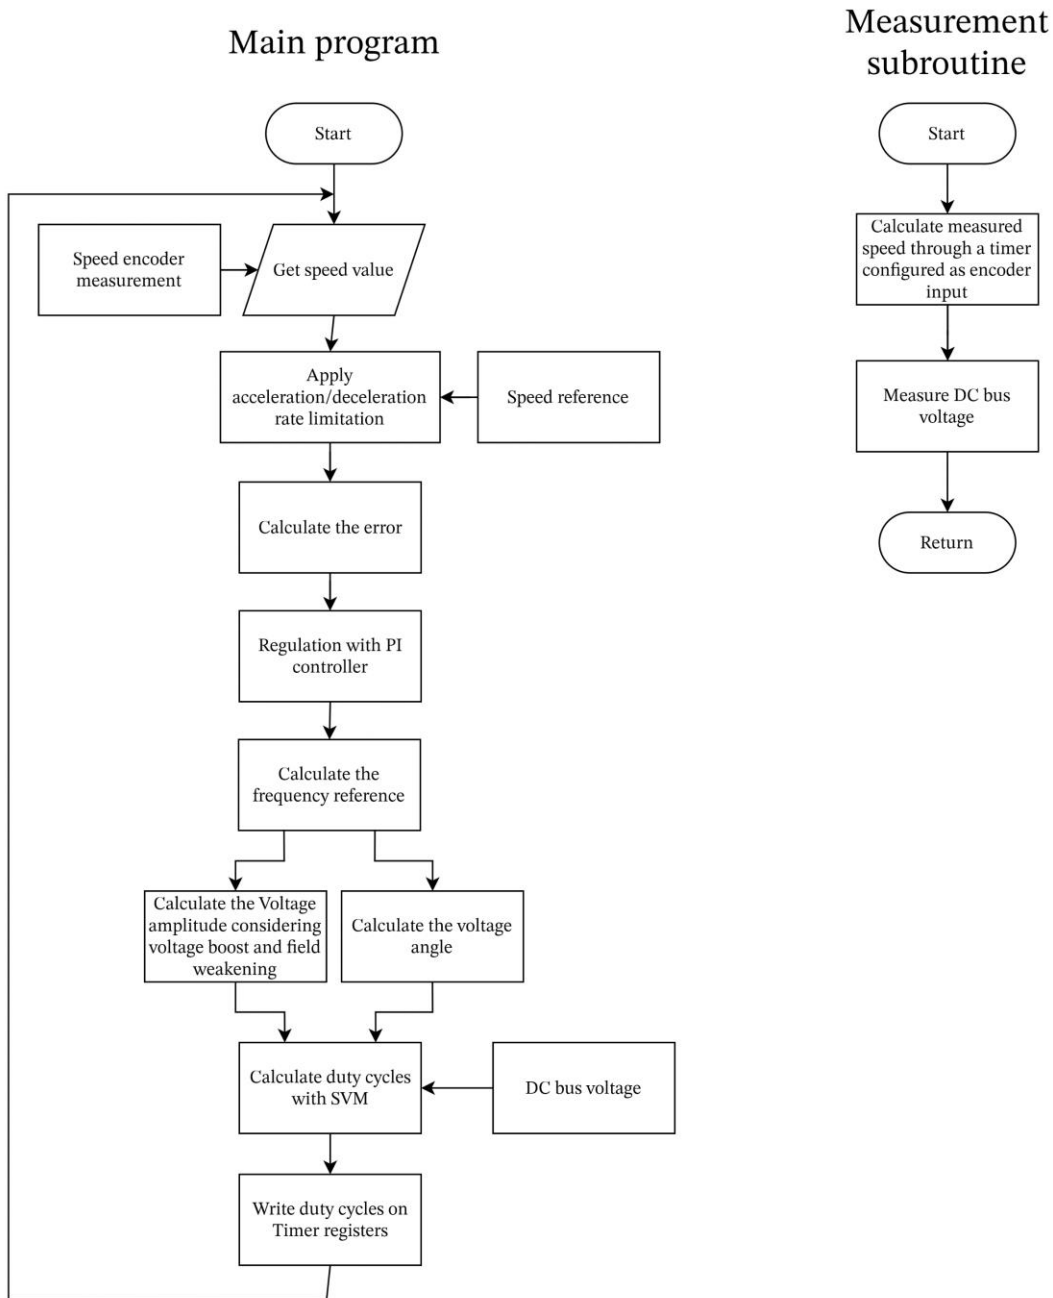 Main program
Start
Speed encoder
measurement
Get speed value
Apply
acceleration/deceleration
rate limitation
Speed reference
Calculate the error
Regulation with PI
controller
Calculate the
frequency reference
Calculate the Voltage
amplitude considering
voltage boost and field
weakening
Calculate the voltage
angle
Calculate duty cycles
with SVM
DC bus voltage
Write duty cycles on
Timer registers
Measurement
subroutine
Start
Calculate measured
speed through a timer
configured as encoder
input
Measure DC bus
voltage
Return